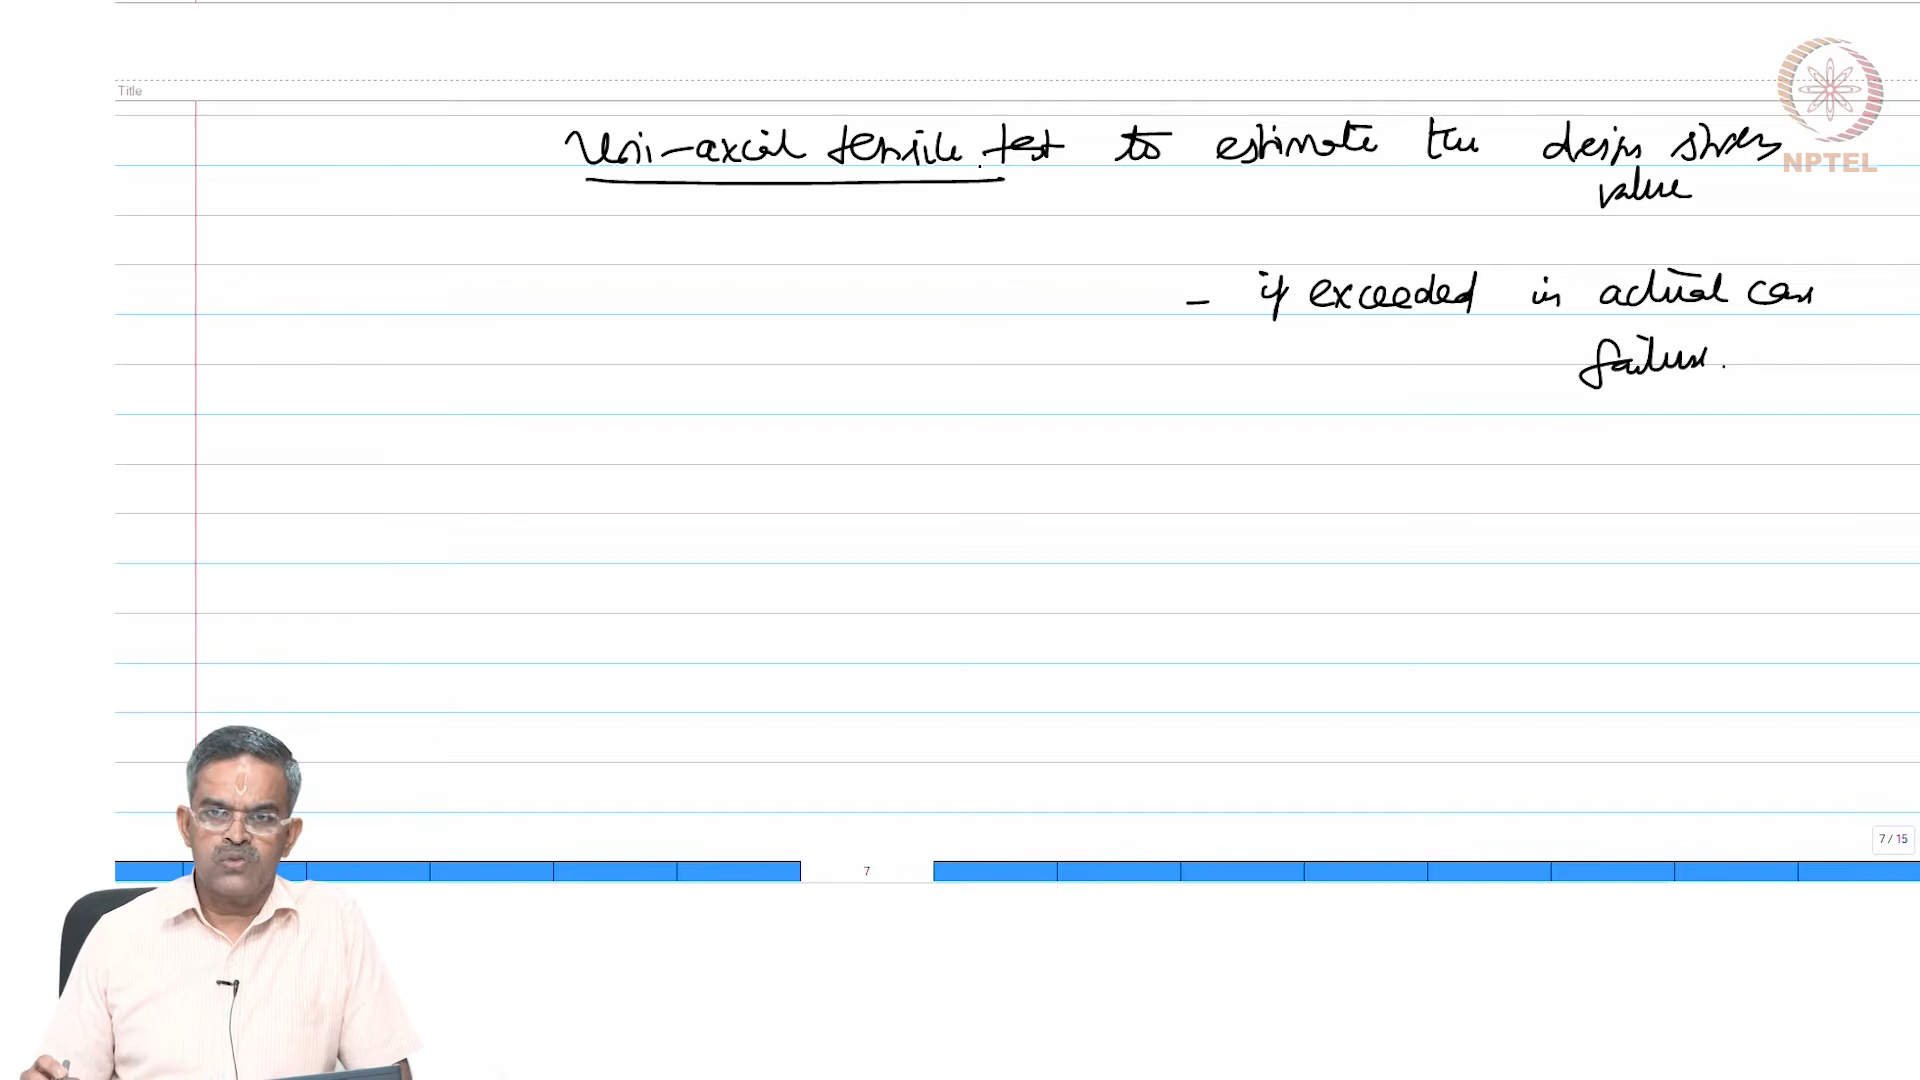 Title
NPTEL
Uni-axial tensile test to estimate the design stress
value
- if exceeded in actual case
failure.
7 / 15
7